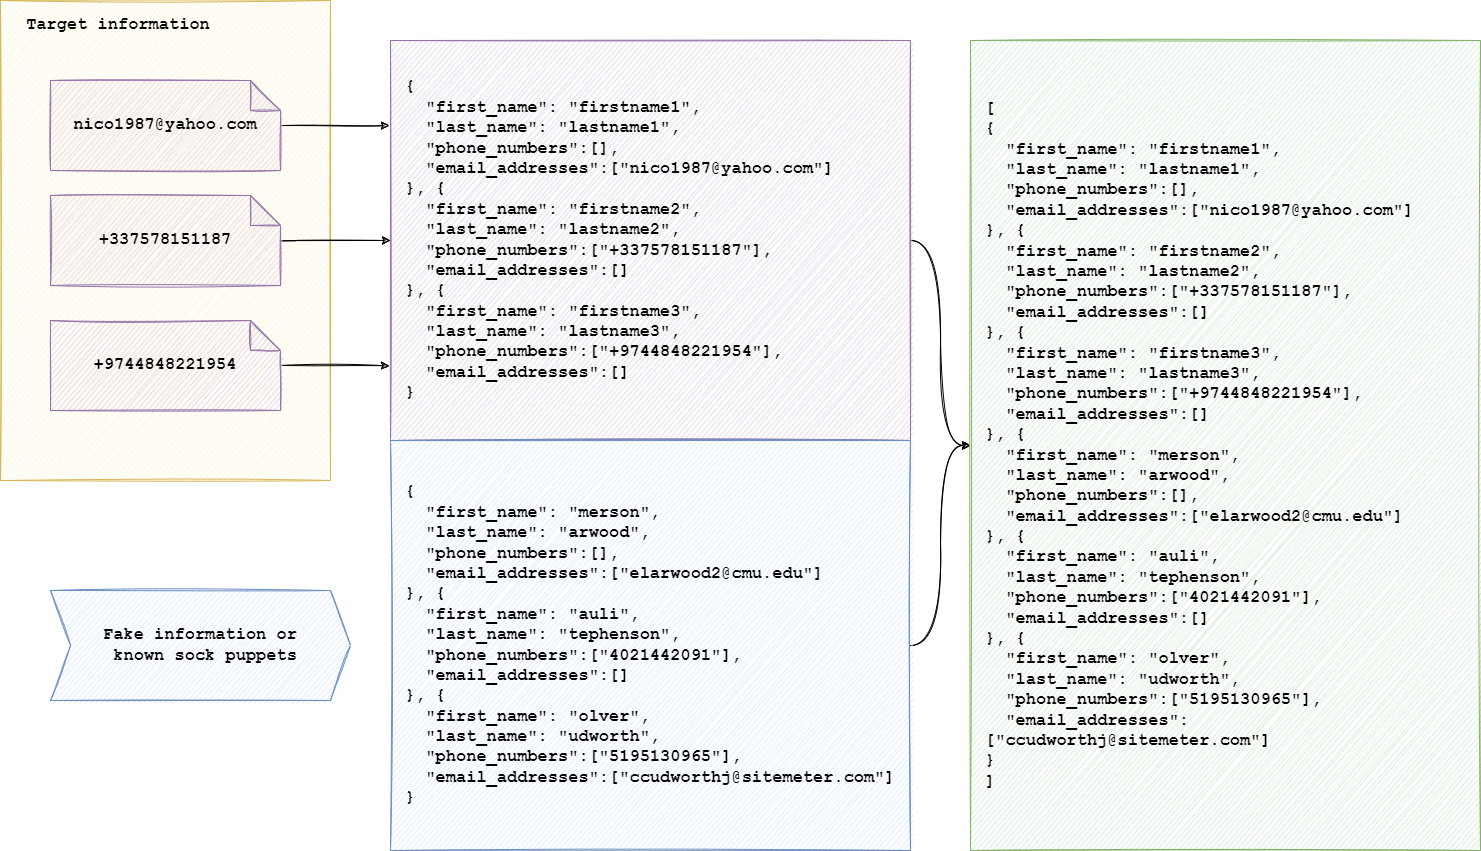 Target information
nico1987@yahoo.com
+337578151187
+9744848221954
Fake information or
known sock puppets
{
"first_name": "firstname1",
"last_name": "lastname1",
"phone_numbers":[],
"email_addresses":["nico1987@yahoo.com"]
}, {
"first_name": "firstname2",
"last_name": "lastname2",
"phone_numbers":["+337578151187"],
"email_addresses":[]
}, {
"first_name": "firstname3",
"last_name": "lastname3",
"phone_numbers":["+9744848221954"],
"email_addresses":[]
}
{
"first_name": "merson",
"last_name": "arwood",
"phone_numbers":[],
"email_addresses":["elarwood2@cmu.edu"]
}, {
"first_name": "auli",
"last_name": "tephenson",
"phone_numbers":["4021442091"],
"email_addresses":[]
}, {
"first_name": "olver",
"last_name": "udworth",
"phone_numbers":["5195130965"],
"email_addresses":["ccudworthj@sitemeter.com"]
}
[
{
"first_name": "firstname1",
"last_name": "lastname1",
"phone_numbers":[],
"email_addresses":["nico1987@yahoo.com"]
}, {
"first_name": "firstname2",
"last_name": "lastname2",
"phone_numbers":["+337578151187"],
"email_addresses":[]
}, {
"first_name": "firstname3",
"last_name": "lastname3",
"phone_numbers":["+9744848221954"],
"email_addresses":[]
}, {
"first_name": "merson",
"last_name": "arwood",
"phone_numbers":[],
"email_addresses":["elarwood2@cmu.edu"]
}, {
"first_name": "auli",
"last_name": "tephenson",
"phone_numbers":["4021442091"],
"email_addresses":[]
}, {
"first_name": "olver",
"last_name": "udworth",
"phone_numbers":["5195130965"],
"email_addresses":
["ccudworthj@sitemeter.com"]
}
]